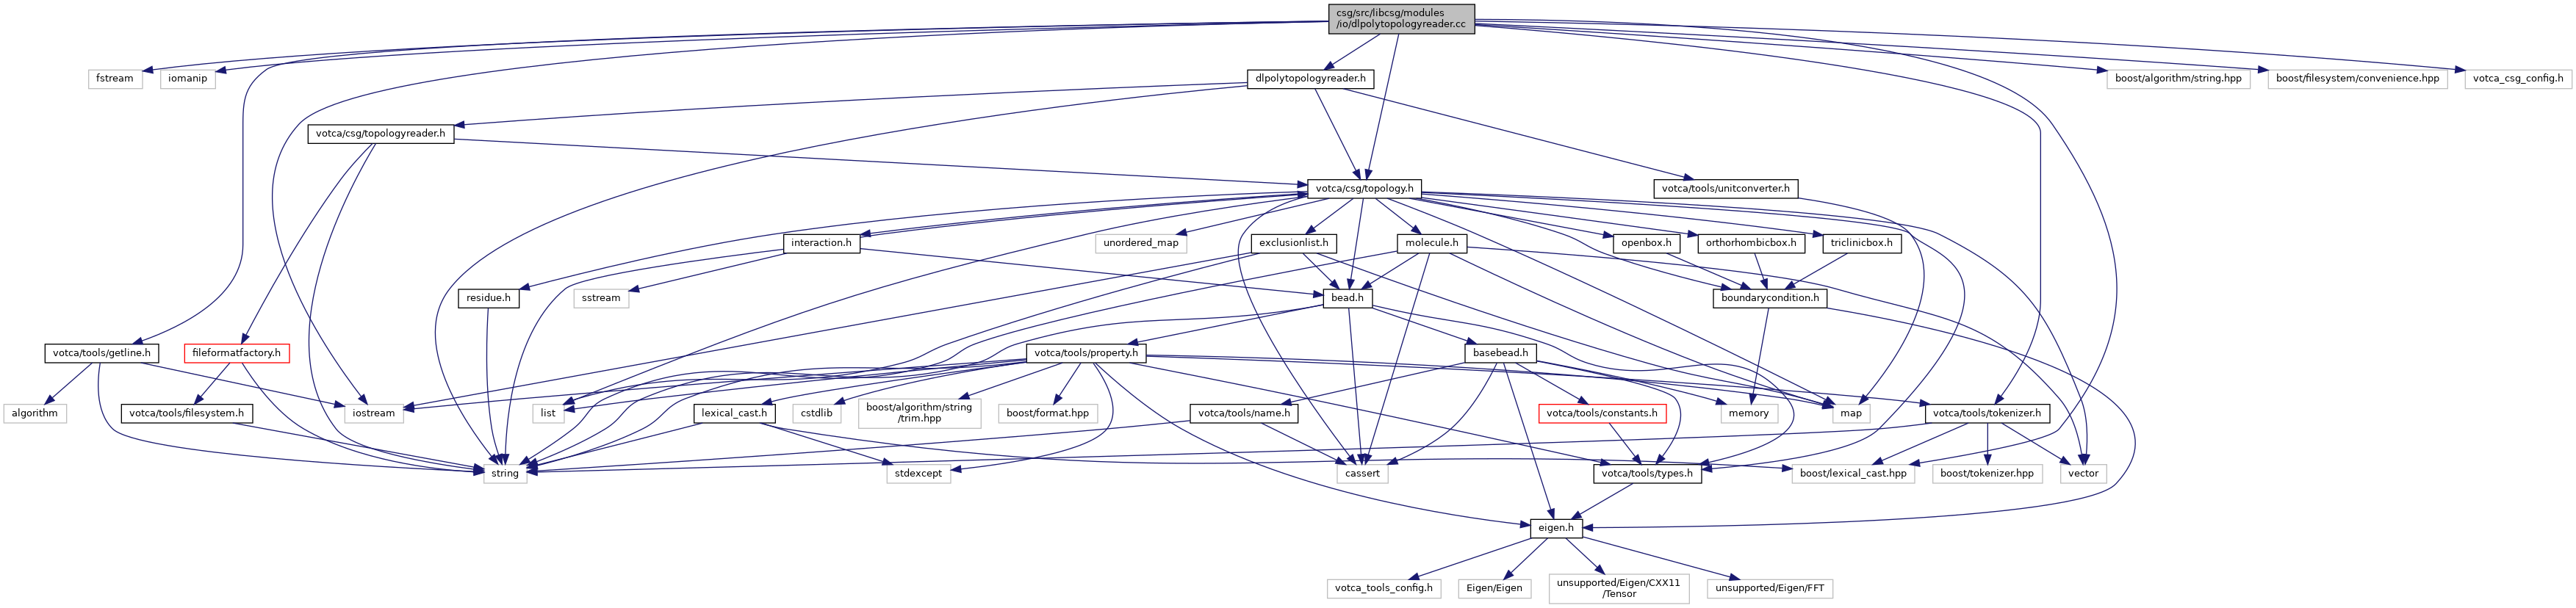 csg/src/libcsg/modules
/io/dlpolytopologyreader.cc
fstream
iomanip
dlpolytopologyreader.h
boost/algorithm/string.hpp
boost/filesystem/convenience.hpp
votca_csg_config.h
votca/csg/topologyreader.h
votca/csg/topology.h
votca/tools/unitconverter.h
interaction.h
unordered_map
exclusionlist.h
molecule.h
openbox.h
orthorhombicbox.h
triclinicbox.h
residue.h
sstream
bead.h
boundarycondition.h
votca/tools/getline.h
fileformatfactory.h
votca/tools/property.h
basebead.h
algorithm
votca/tools/filesystem.h
iostream
list
lexical_cast.h
cstdlib
boost/algorithm/string
/trim.hpp
boost/format.hpp
votca/tools/name.h
votca/tools/constants.h
memory
map
votca/tools/tokenizer.h
string
stdexcept
cassert
votca/tools/types.h
boost/lexical_cast.hpp
boost/tokenizer.hpp
vector
eigen.h
votca_tools_config.h
Eigen/Eigen
unsupported/Eigen/CXX11
/Tensor
unsupported/Eigen/FFT